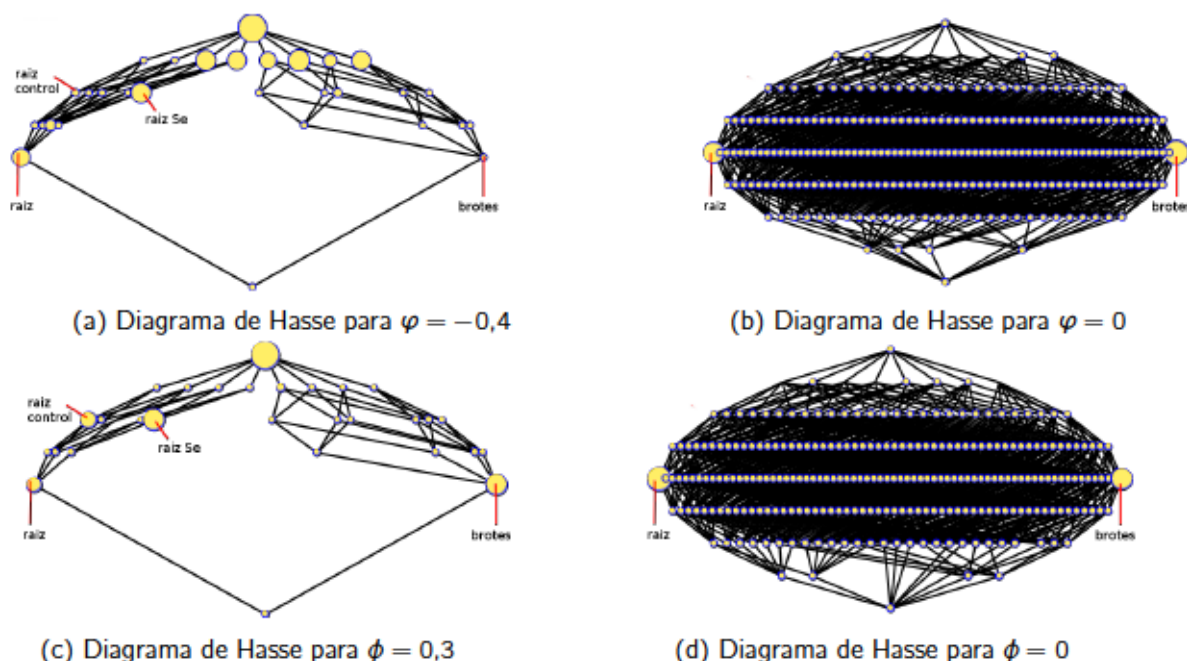 raiz
control
raiz Se
raiz
brotes
raiz
brotes
(a) Diagrama de Hasse para φ = −0,4
(b) Diagrama de Hasse para φ = 0
raiz
control
raiz Se
raiz
brotes
raiz
brotes
(c) Diagrama de Hasse para ϕ = 0,3
(d) Diagrama de Hasse para ϕ = 0